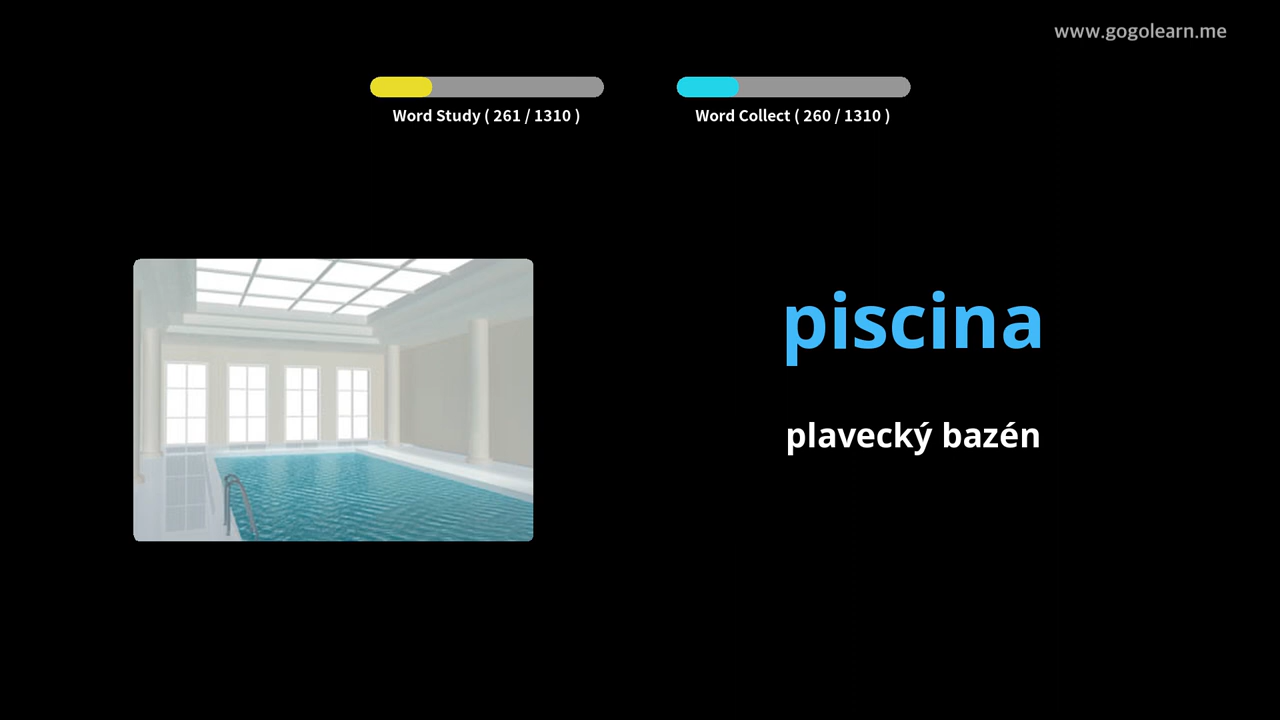 www.gogolearn.me
Word Study ( 261 / 1310 )
Word Collect ( 260 / 1310 )
piscina
plavecký bazén